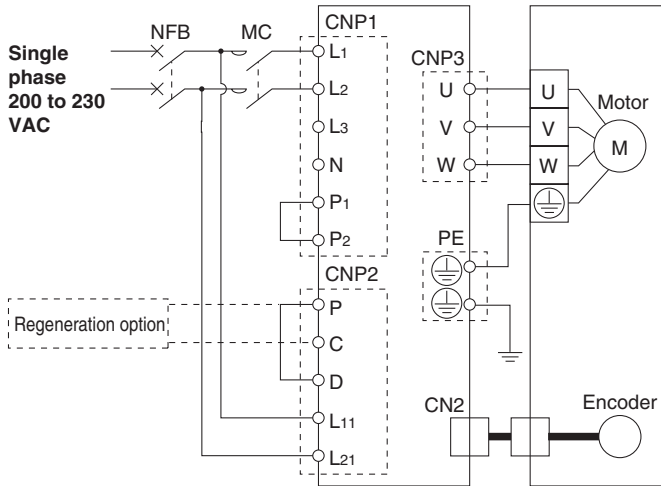 Single
phase
200 to 230
VAC
NFB
MC
CNP1
L1
L2
L3
N
P1
P2
CNP2
P
C
D
L11
L21
Regeneration option
CNP3
U
V
W
PE
CN2
U
V
W
Motor
M
Encoder